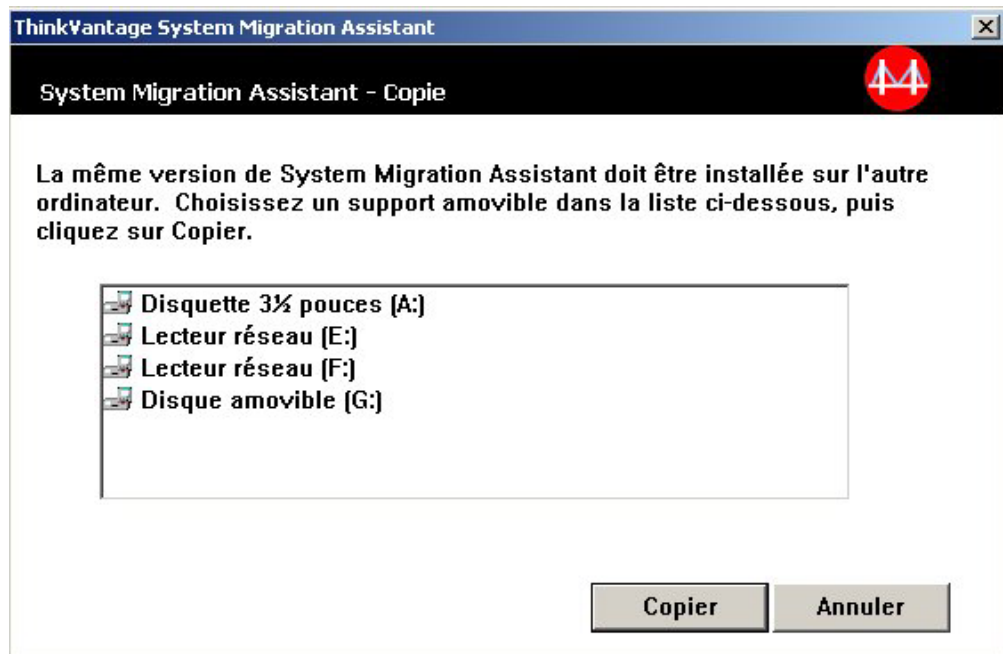 ThinkVantage System Migration Assistant
System Migration Assistant - Copie
La même version de System Migration Assistant doit être installée sur l'autre
ordinateur. Choisissez un support amovible dans la liste ci-dessous, puis
cliquez sur Copier.
Disquette 3½ pouces (A:)
Lecteur réseau (E:)
Lecteur réseau (F:)
Disque amovible (G:)
Copier
Annuler